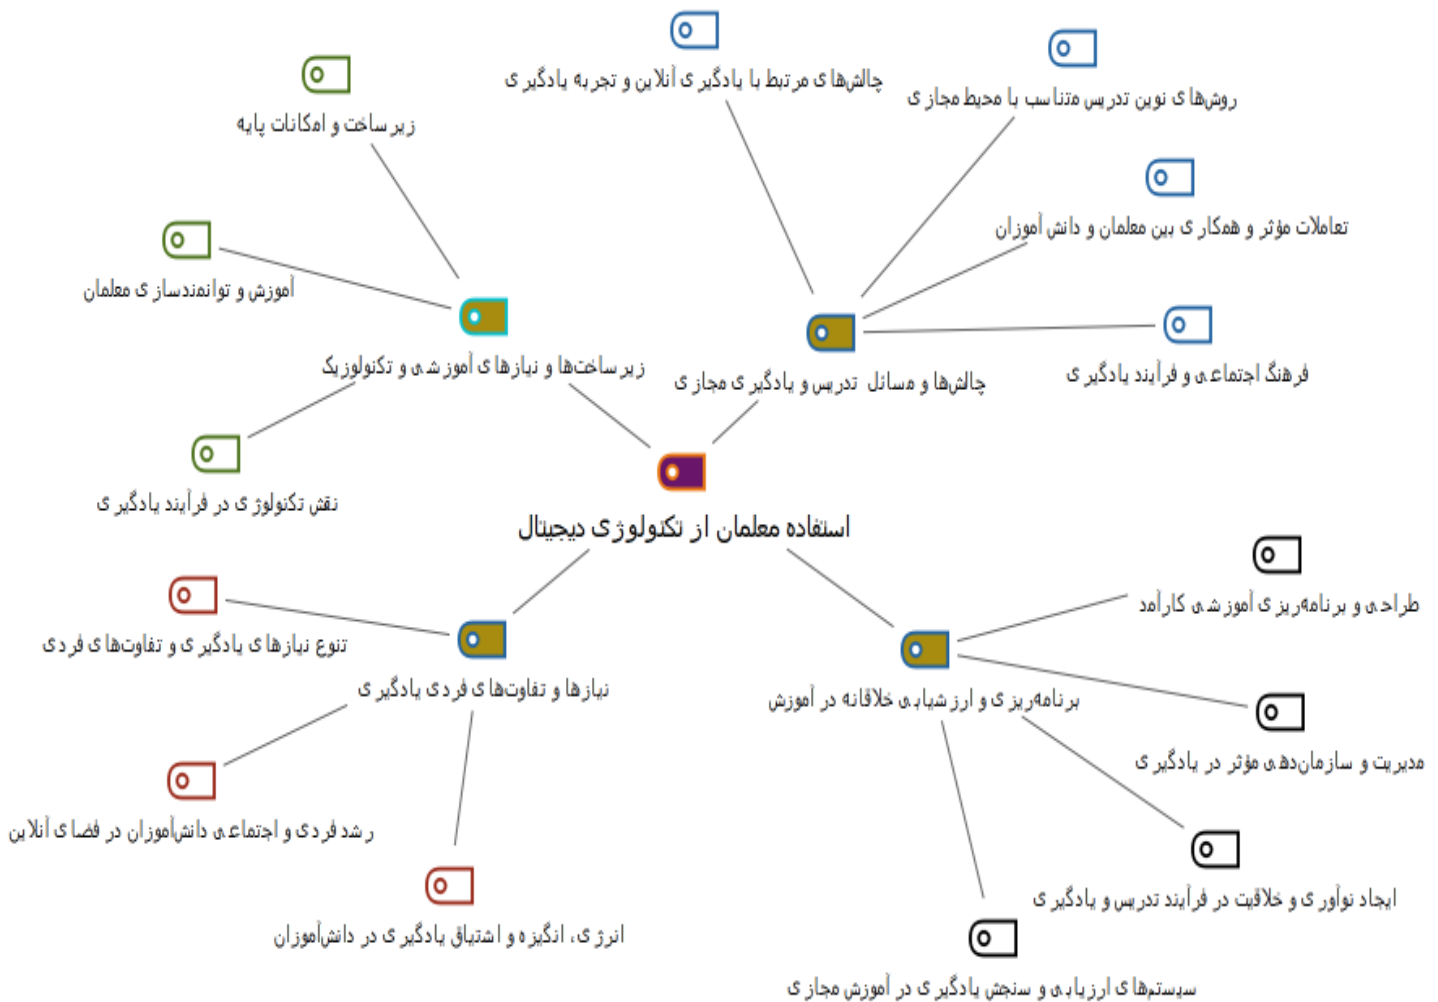 چالش‌های مرتبط با یادگیری آنلاین و تجربه یادگیری
روش‌های نوین تدریس متناسب با محیط مجازی
زیرساخت و امکانات پایه
تعاملات مؤثر و همکاری بین معلمان و دانش آموزان
آموزش و توانمندسازی معلمان
زیرساخت‌ها و نیازهای آموزشی و تکنولوزیک
چالش‌ها و مسائل تدریس و یادگیری مجازی
فرهنگ اجتماعی و فرآیند یادگیری
نقش تکنولوژی در فرآیند یادگیری
استفاده معلمان از تکنولوژی دیجیتال
طراحی و برنامه‌ریزی آموزشی کارآمد
تنوع نیازهای یادگیری و تفاوت‌های فردی
نیازها و تفاوت‌های فردی یادگیری
برنامه‌ریزی و ارزشیابی خلاقانه در آموزش
مدیریت و سازمان‌دهی مؤثر در یادگیری
رشد فردی و اجتماعی دانش‌آموزان در فضای آنلاین
ایجاد نوآوری و خلاقیت در فرآیند تدریس و یادگیری
انرژی، انگیزه و اشتیاق یادگیری در دانش‌آموزان
سیستم‌های ارزیابی و سنجش یادگیری در آموزش مجازی